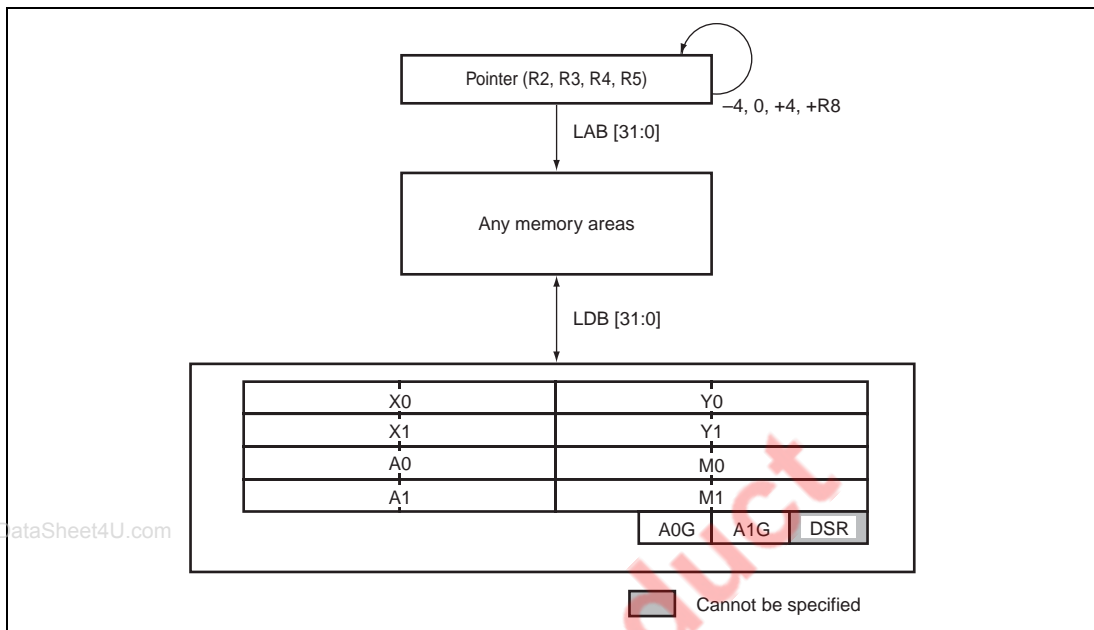 Pointer (R2, R3, R4, R5)
–4, 0, +4, +R8
LAB [31:0]
Any memory areas
LDB [31:0]
X0 Y0
X1 Y1
A0 M0
A1 M1
A0G A1G DSR
DataSheet4U.com
duct
Cannot be specified